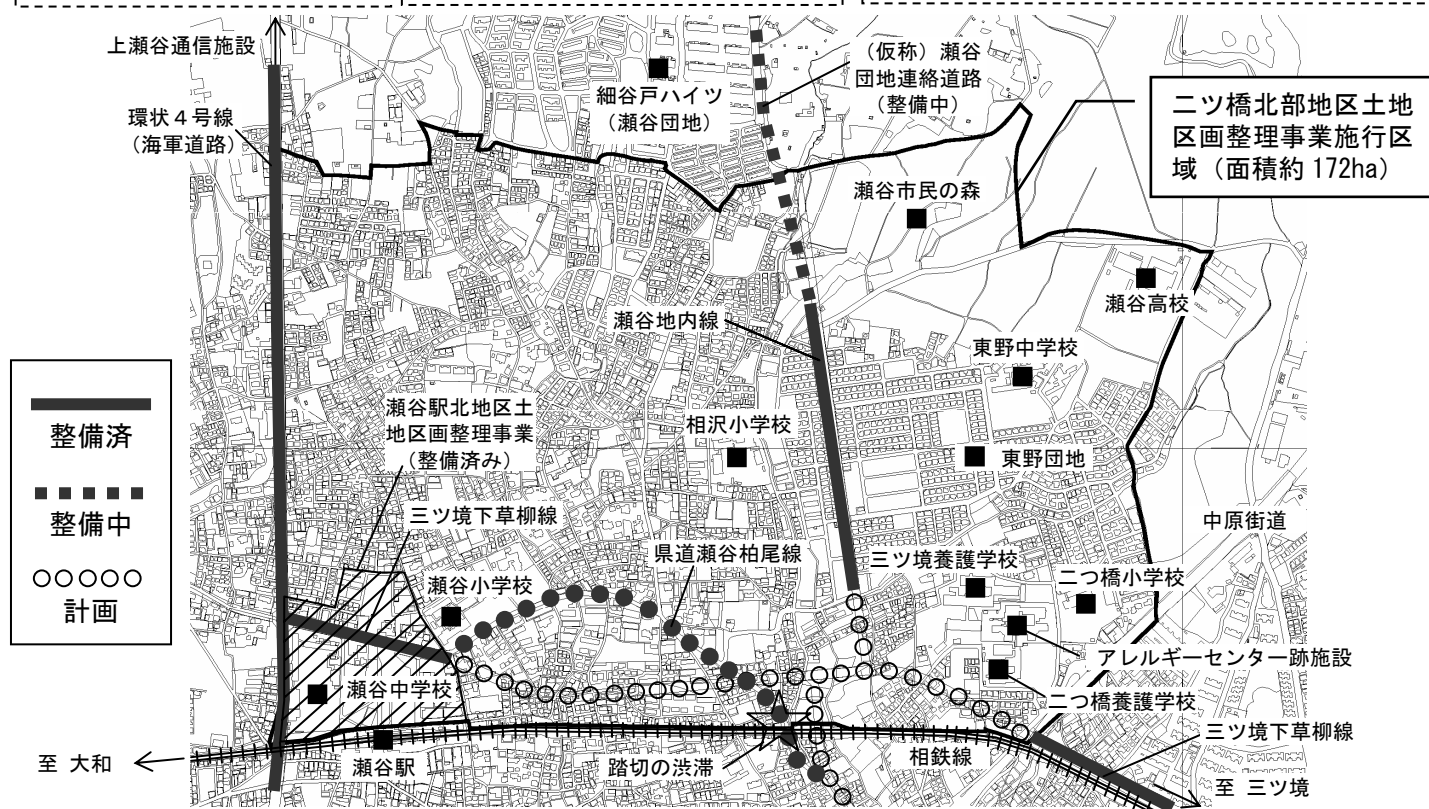 上瀬谷通信施設
環状４号線
（海軍道路）
細谷戸ハイツ
（瀬谷団地）
（仮称）瀬谷
団地連絡道路
（整備中）
二ツ橋北部地区土地
区画整理事業施行区
域（面積約 172ha）
瀬谷市民の森
瀬谷高校
瀬谷地内線
東野中学校
整備済
整備中
計画
瀬谷駅北地区土
地区画整理事業
（整備済み）
相沢小学校
東野団地
三ツ境下草柳線
中原街道
県道瀬谷柏尾線
瀬谷小学校
三ツ境養護学校
二つ橋小学校
アレルギーセンター跡施設
瀬谷中学校
二つ橋養護学校
三ツ境下草柳線
至 大和
瀬谷駅
踏切の渋滞
相鉄線
至 三ツ境